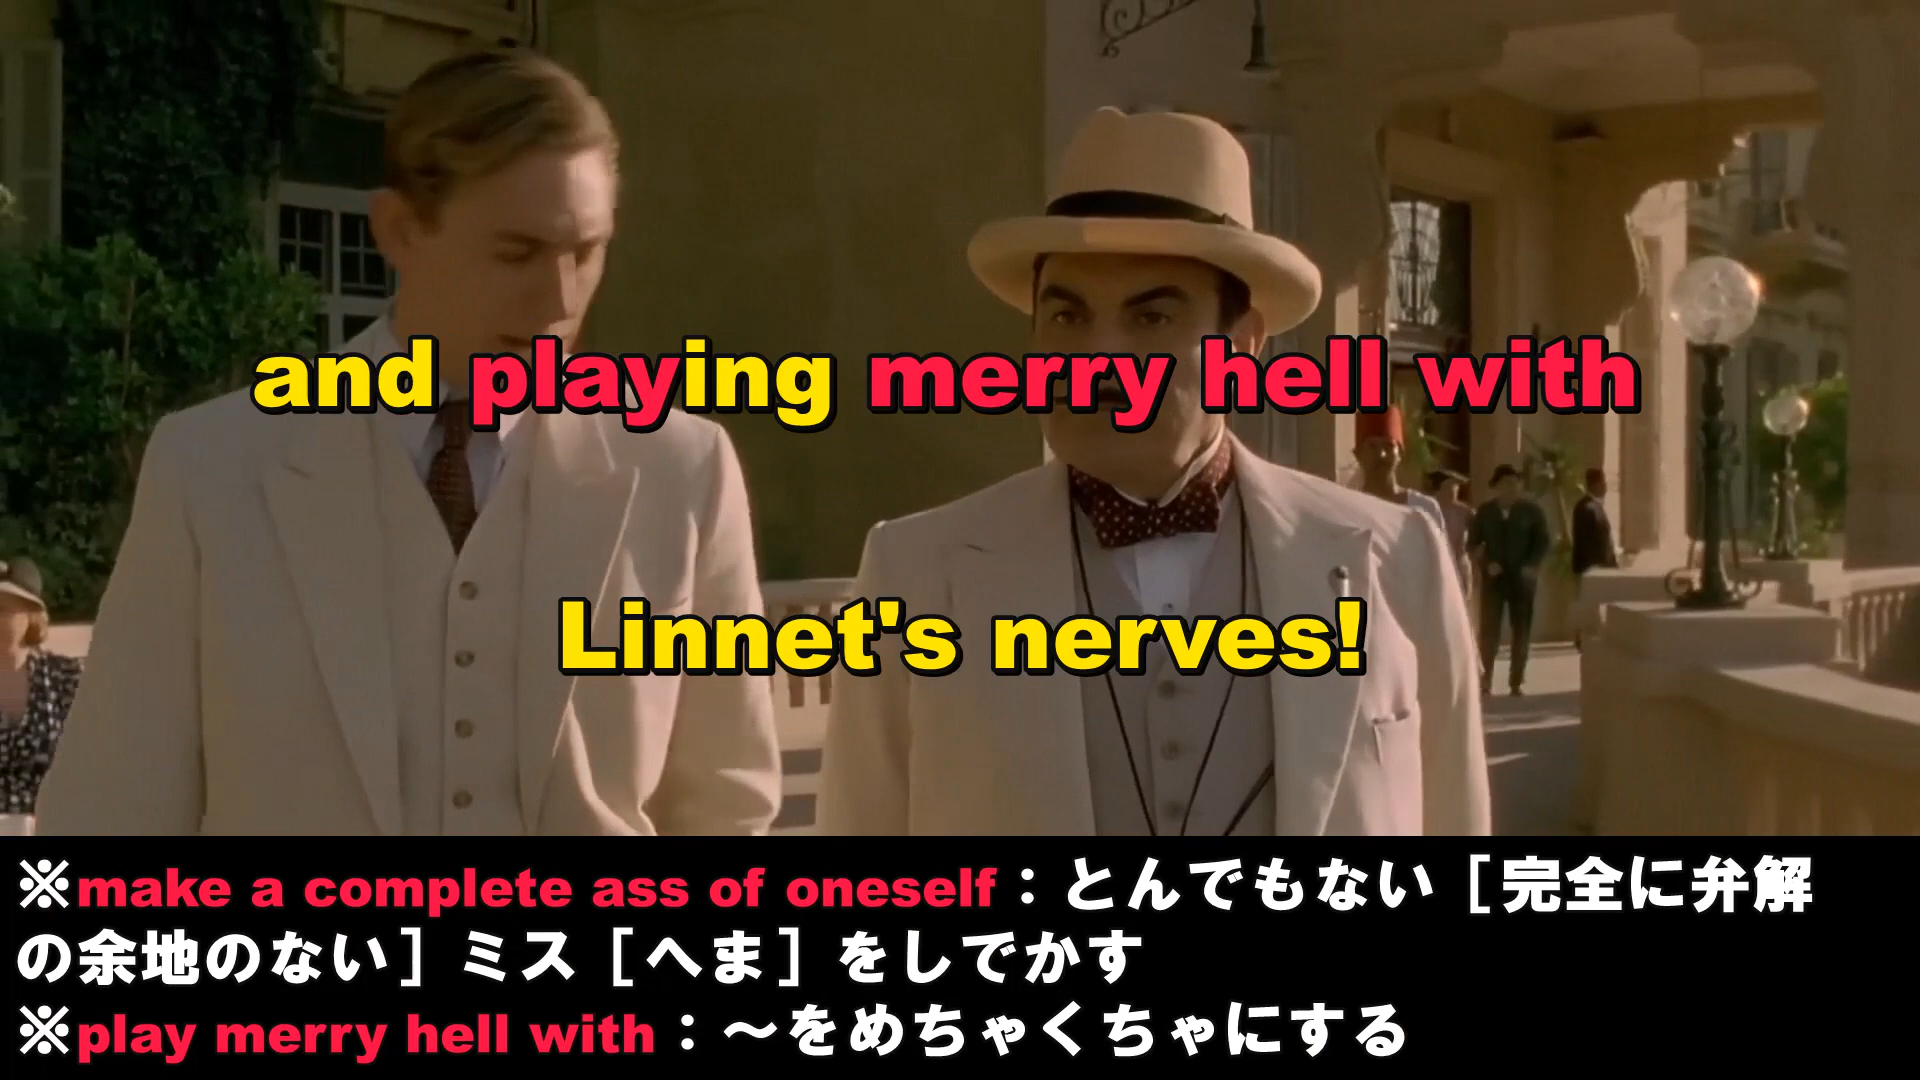 and playing merry hell with
Linnet's nerves!
※make a complete ass of oneself：とんでもない［完全に弁解
の余地のない］ミス［へま］をしでかす
※play merry hell with：～をめちゃくちゃにする